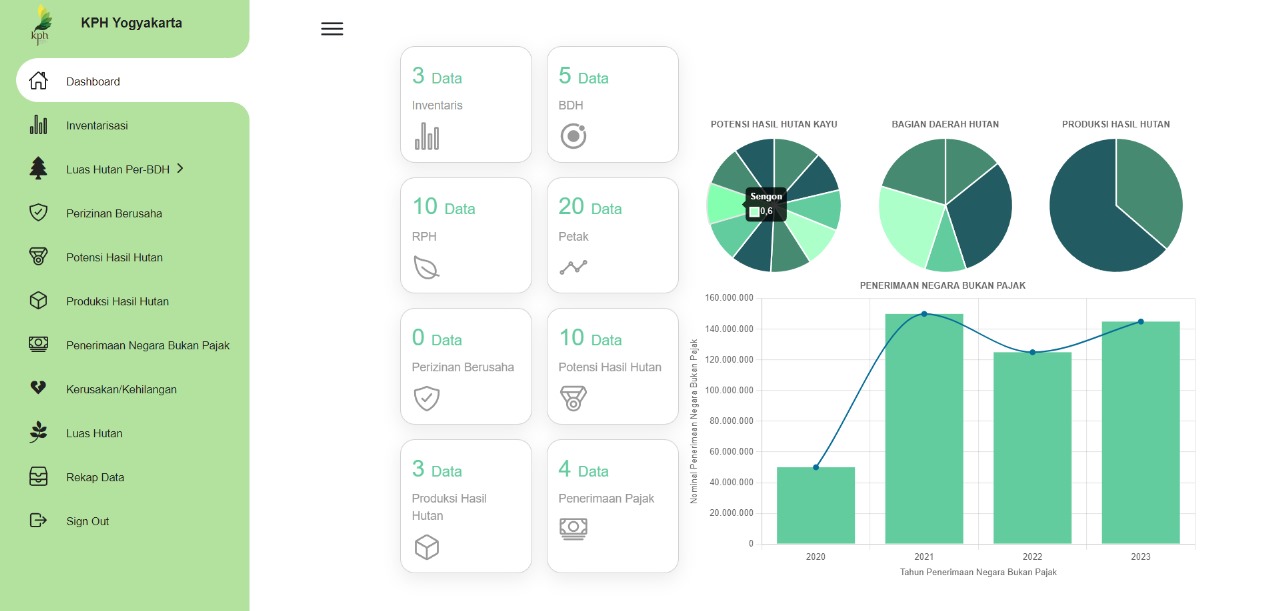 kph
KPH Yogyakarta
Dashboard
Inventarisasi
Luas Hutan Per-BDH
Perizinan Berusaha
Potensi Hasil Hutan
Produksi Hasil Hutan
Penerimaan Negara Bukan Pajak
Kerusakan/Kehilangan
Luas Hutan
Rekap Data
Sign Out
3 Data
Inventaris
5 Data
BDH
10 Data
RPH
20 Data
Petak
0 Data
Perizinan Berusaha
10 Data
Potensi Hasil Hutan
3 Data
Produksi Hasil
Hutan
4 Data
Penerimaan Pajak
POTENSI HASIL HUTAN KAYU
Sengon
0,6
BAGIAN DAERAH HUTAN
PRODUKSI HASIL HUTAN
PENERIMAAN NEGARA BUKAN PAJAK
Nominal Penerimaan Negara Bukan Pajak
160.000.000
140.000.000
120.000.000
100.000.000
80.000.000
60.000.000
40.000.000
20.000.000
0
2020
2021
2022
2023
Tahun Penerimaan Negara Bukan Pajak